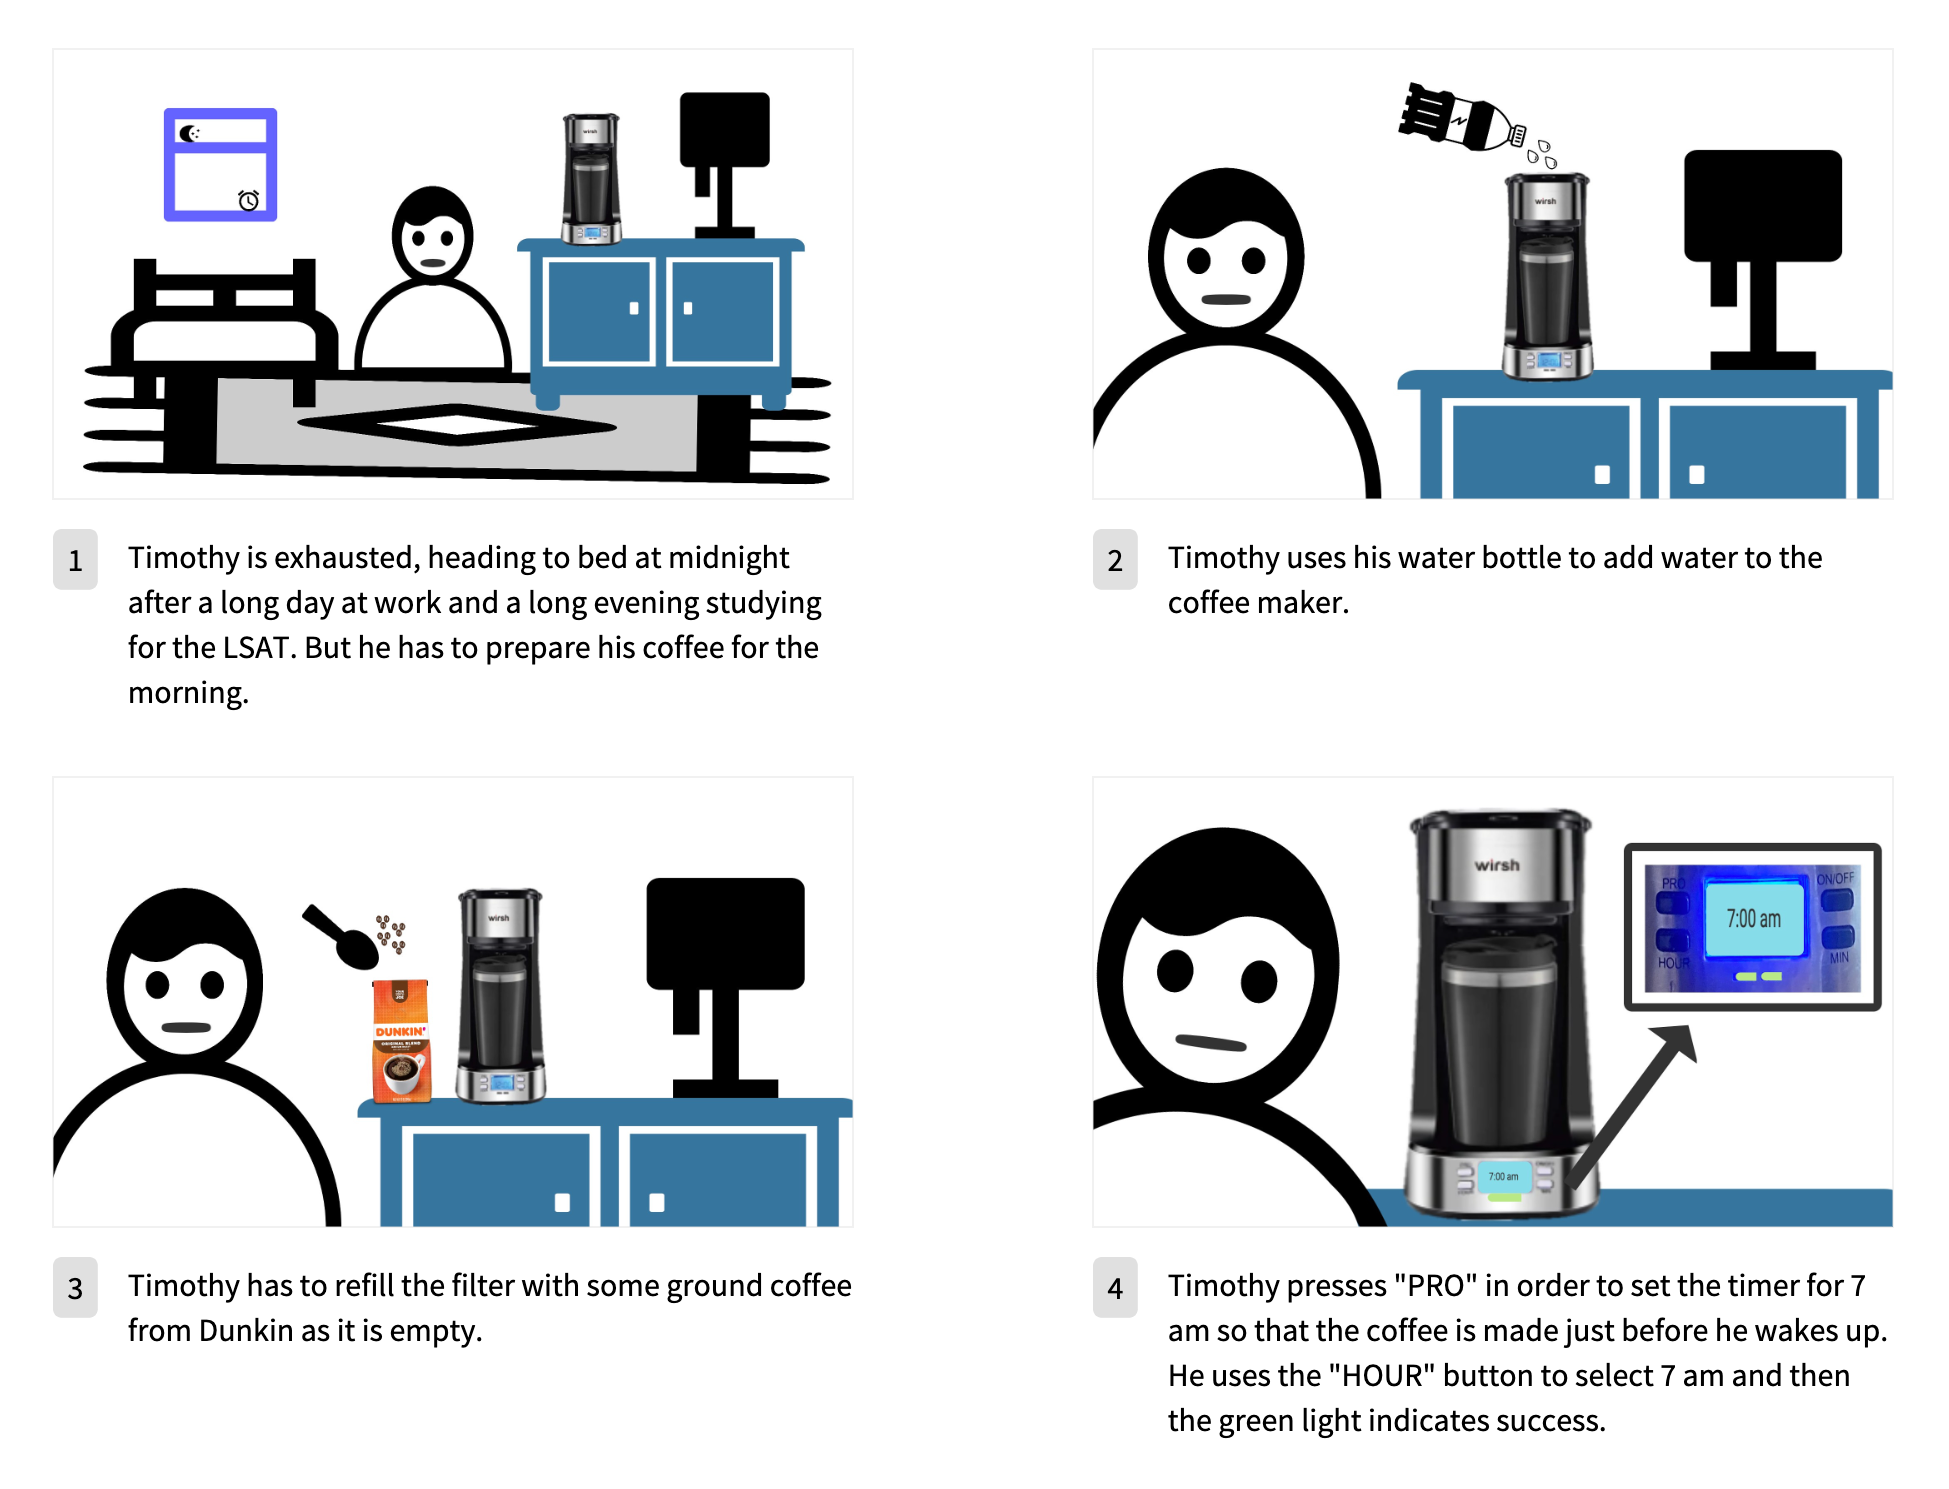 wirsh
wirsh
1
Timothy is exhausted, heading to bed at midnight
after a long day at work and a long evening studying
for the LSAT. But he has to prepare his coffee for the
morning.
2
Timothy uses his water bottle to add water to the
coffee maker.
wirsh
DUNKIN'
ORIGINAL BLEND
wirsh
PRO
ON/OFF
7:00 am
HOUR
MIN
7:00 am
3
Timothy has to refill the filter with some ground coffee
from Dunkin as it is empty.
4
Timothy presses "PRO" in order to set the timer for 7
am so that the coffee is made just before he wakes up.
He uses the "HOUR" button to select 7 am and then
the green light indicates success.